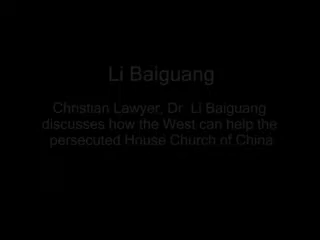 Li Baiguang
Christian Lawyer, Dr. Li Baiguang
discusses how the West can help the
persecuted House Church of China